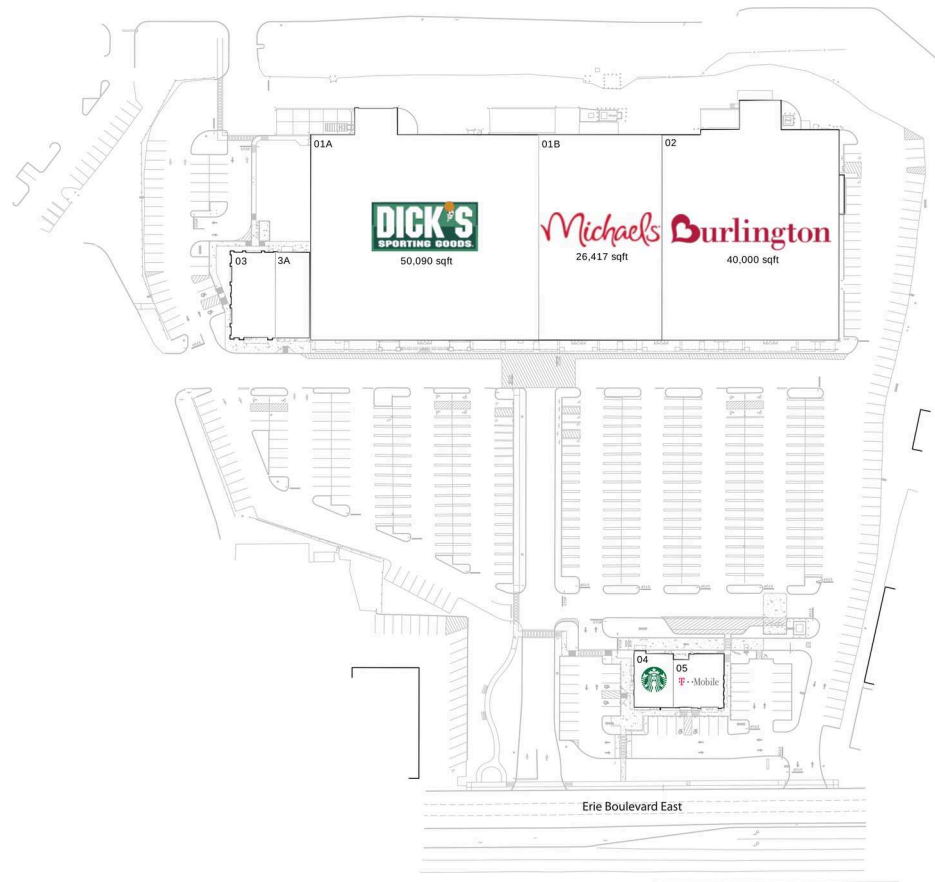 01A
01B
02
DICK'S
SPORTING GOODS.
50,090 sqft
Michaels
26,417 sqft
Burlington
40,000 sqft
03
3A
04
05
T··Mobile
Erie Boulevard East